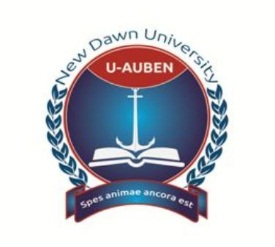 New Dawn University
U-AUBEN
Spes animae ancora est